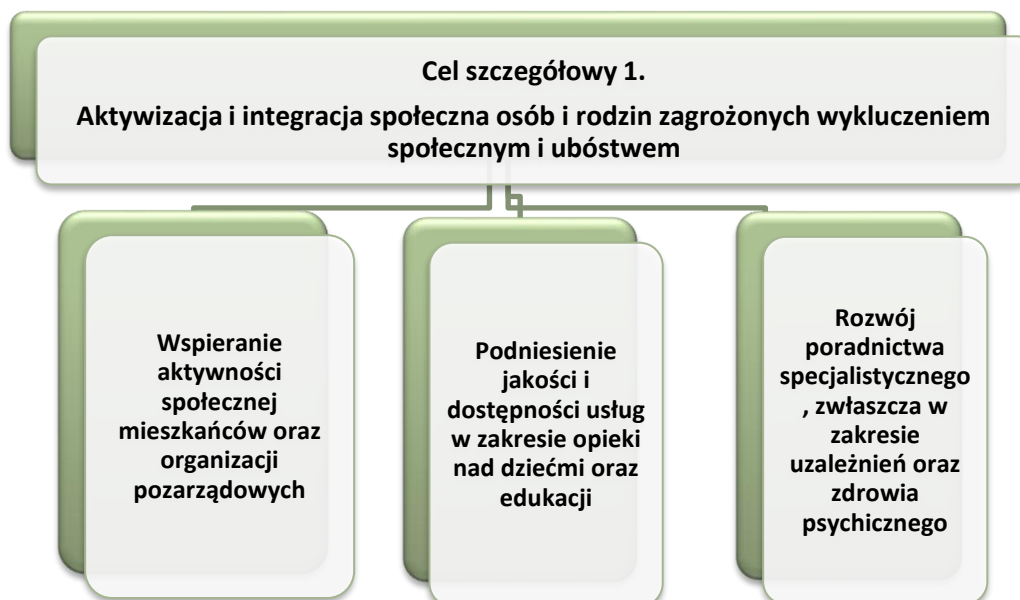 Cel szczegółowy 1.
Aktywizacja i integracja społeczna osób i rodzin zagrożonych wykluczeniem
społecznym i ubóstwem
Wspieranie
aktywności
społecznej
mieszkańców oraz
organizacji
pozarządowych
Podniesienie
jakości i
dostępności usług
w zakresie opieki
nad dziećmi oraz
edukacji
Rozwój
poradnictwa
specjalistycznego
, zwłaszcza w
zakresie
uzależnień oraz
zdrowia
psychicznego